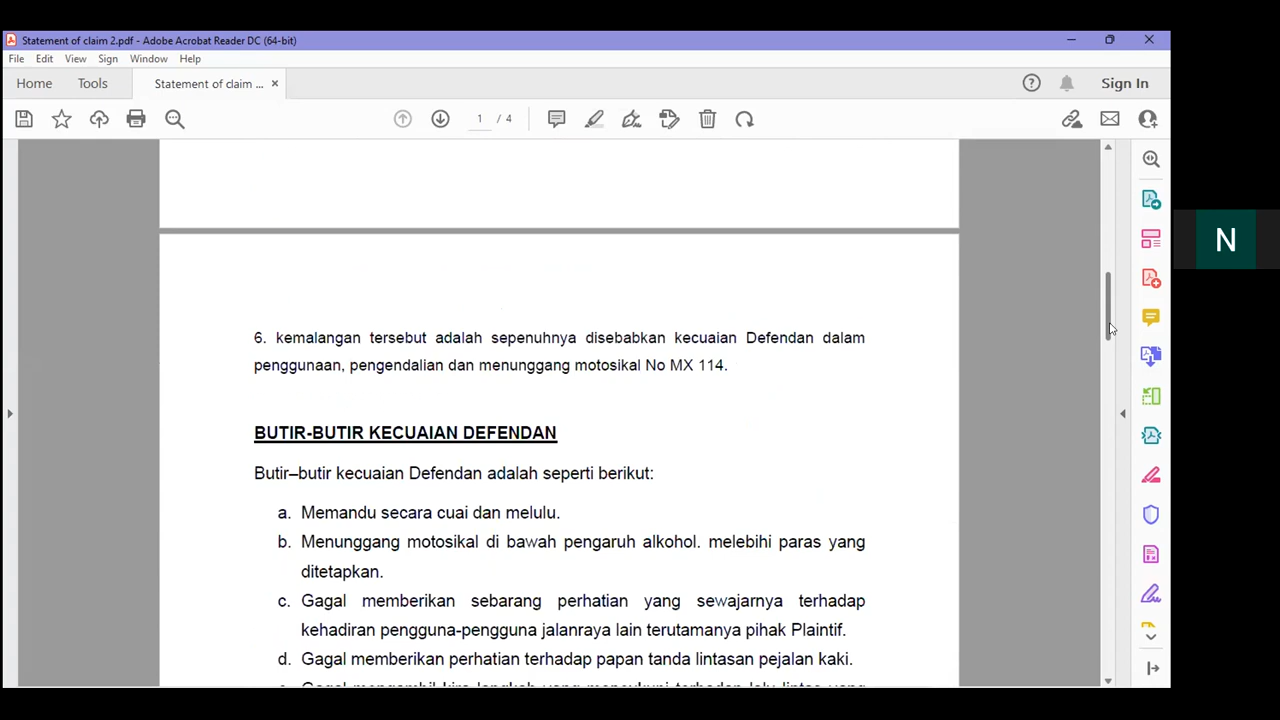 Statement of claim 2.pdf - Adobe Acrobat Reader DC (64-bit)
File Edit View Sign Window Help
Home Tools Statement of claim ... × Sign In
1 / 4
N
6. kemalangan tersebut adalah sepenuhnya disebabkan kecuaian Defendan dalam
penggunaan, pengendalian dan menunggang motosikal No MX 114.
BUTIR-BUTIR KECUAIAN DEFENDAN
Butir–butir kecuaian Defendan adalah seperti berikut:
a. Memandu secara cuai dan melulu.
b. Menunggang motosikal di bawah pengaruh alkohol. melebihi paras yang
ditetapkan.
c. Gagal memberikan sebarang perhatian yang sewajarnya terhadap
kehadiran pengguna-pengguna jalanraya lain terutamanya pihak Plaintif.
d. Gagal memberikan perhatian terhadap papan tanda lintasan pejalan kaki.